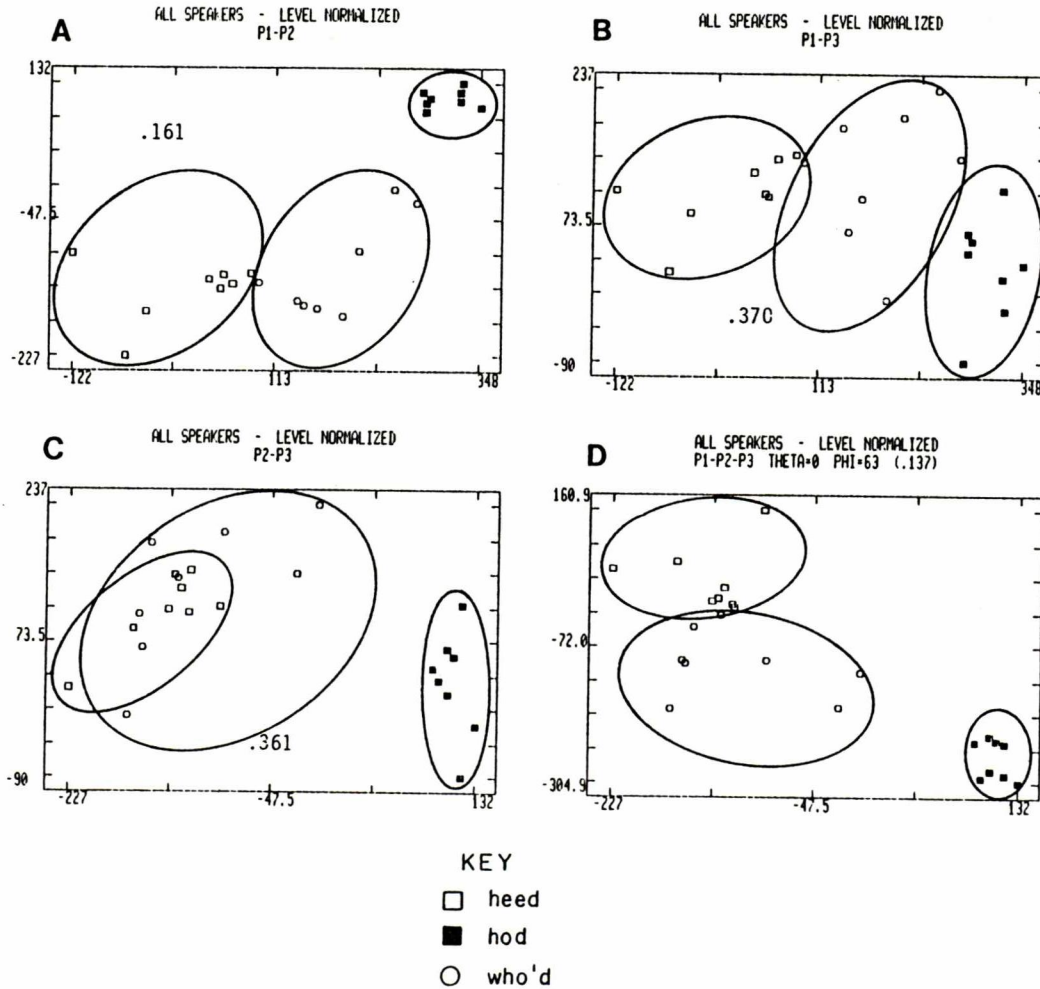 A
ALL SPEAKERS - LEVEL NORMALIZED
P1-P2
132
.161
-47.5
-227
-122
113
348
B
ALL SPEAKERS - LEVEL NORMALIZED
P1-P3
237
73.5
.370
-90
-122
113
348
C
ALL SPEAKERS - LEVEL NORMALIZED
P2-P3
237
73.5
.361
-90
-227
-47.5
132
D
ALL SPEAKERS - LEVEL NORMALIZED
P1-P2-P3 THETA=0 PHI=63 (.137)
160.9
-72.0
-304.9
-227
-47.5
132
KEY
heed
hod
who'd